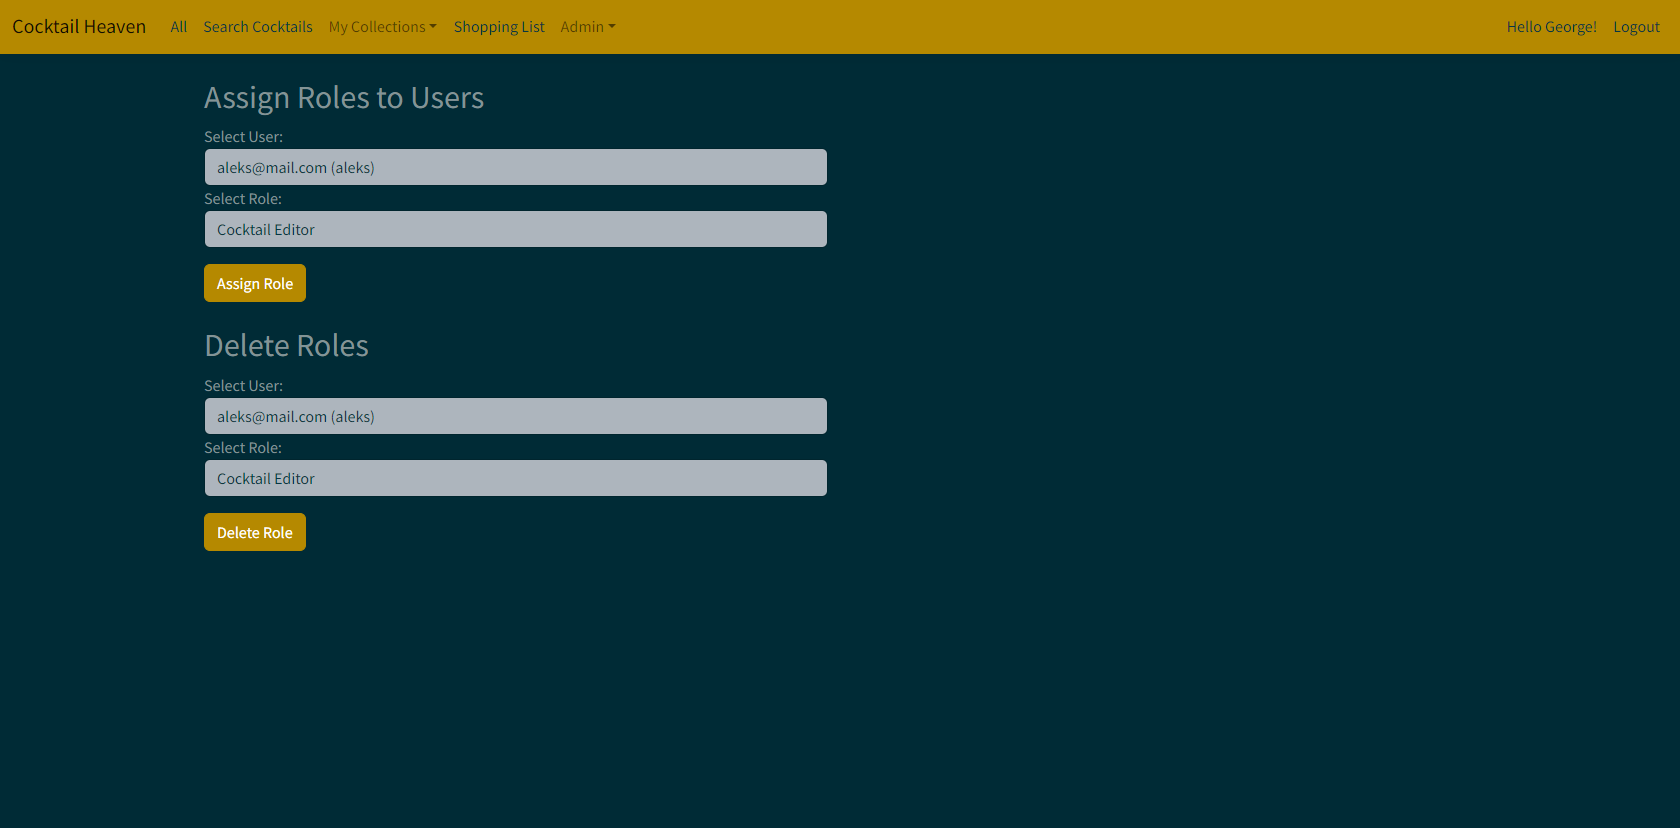 Cocktail Heaven All Search Cocktails My Collections Shopping List Admin Hello George! Logout
Assign Roles to Users
Select User:
aleks@mail.com (aleks)
Select Role:
Cocktail Editor
Assign Role
Delete Roles
Select User:
aleks@mail.com (aleks)
Select Role:
Cocktail Editor
Delete Role